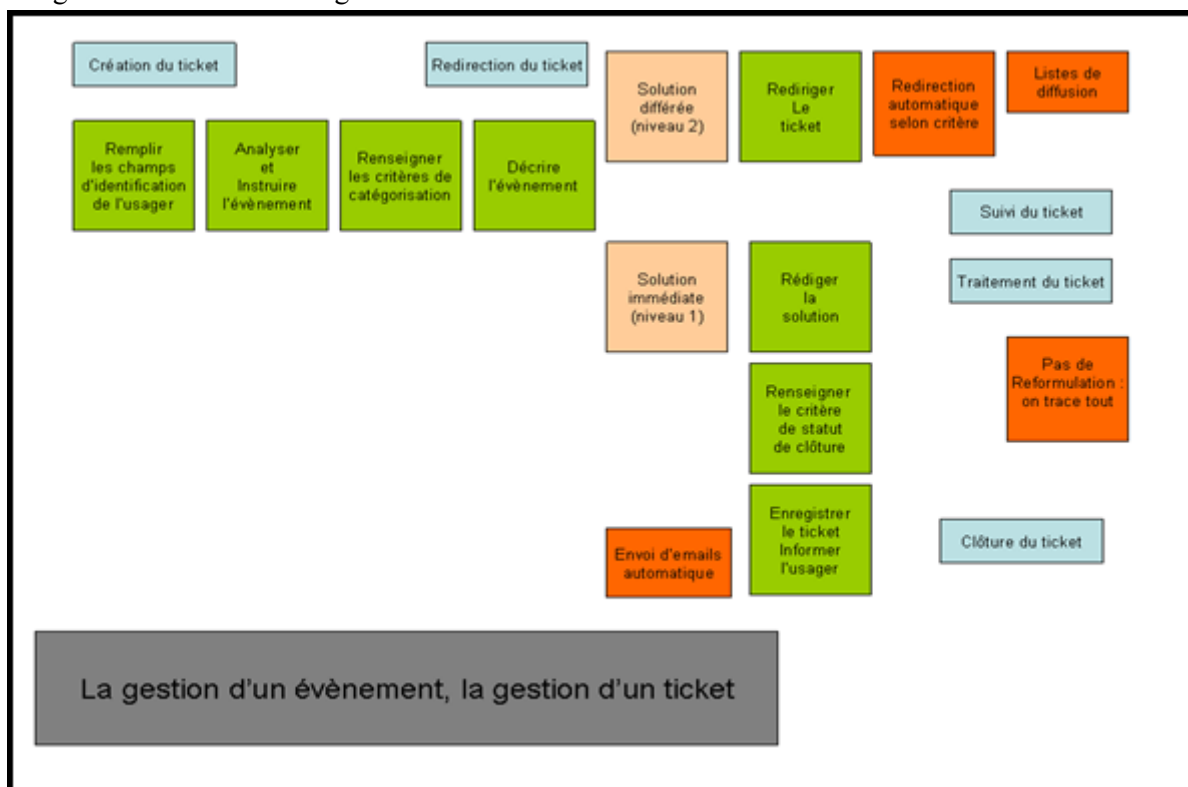 Création du ticket
Redirection du ticket
Solution
différée
(niveau 2)
Rediriger
Le
ticket
Redirection
automatique
selon critère
Listes de
diffusion
Remplir
les champs
d'identification
de l'usager
Analyser
et
Instruire
l'évènement
Renseigner
les critères de
catégorisation
Décrire
l'évènement
Suivi du ticket
Solution
immédiate
(niveau 1)
Rédiger
la
solution
Traitement du ticket
Pas de
Reformulation :
on trace tout
Renseigner
le critère
de statut
de clôture
Envoi d'emails
automatique
Enregistrer
le ticket
Informer
l'usager
Clôture du ticket
La gestion d'un évènement, la gestion d'un ticket